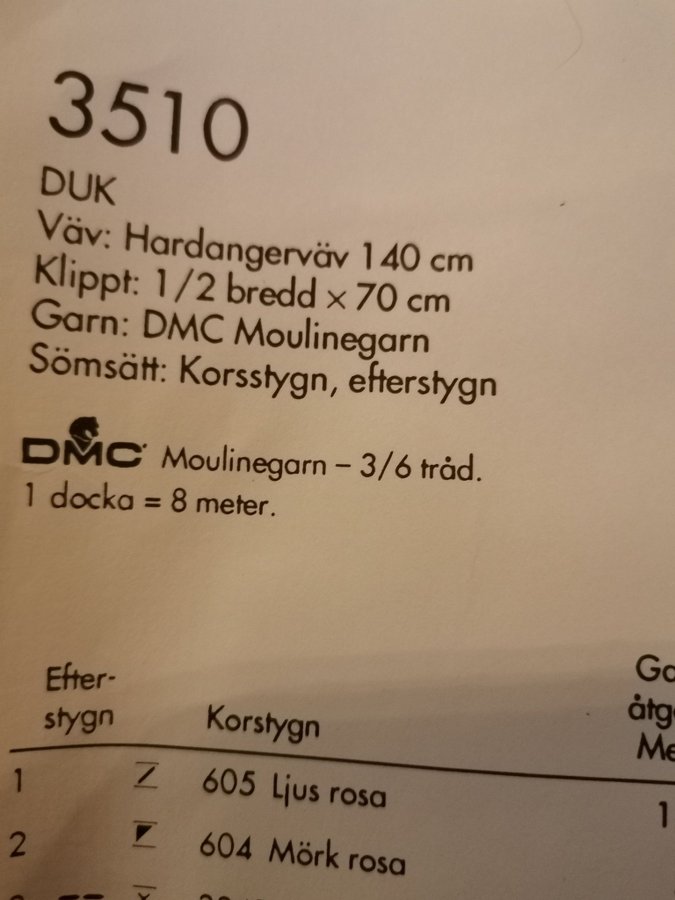 3510
DUK
Väv: Hardangerväv 140 cm
Klippt: 1/2 bredd × 70 cm
Garn: DMC Moulinegarn
Sömsätt: Korsstygn, efterstygn
DMC Moulinegarn – 3/6 tråd.
1 docka = 8 meter.
Efter-
stygn Korstygn
1 605 Ljus rosa 1
2 604 Mörk rosa